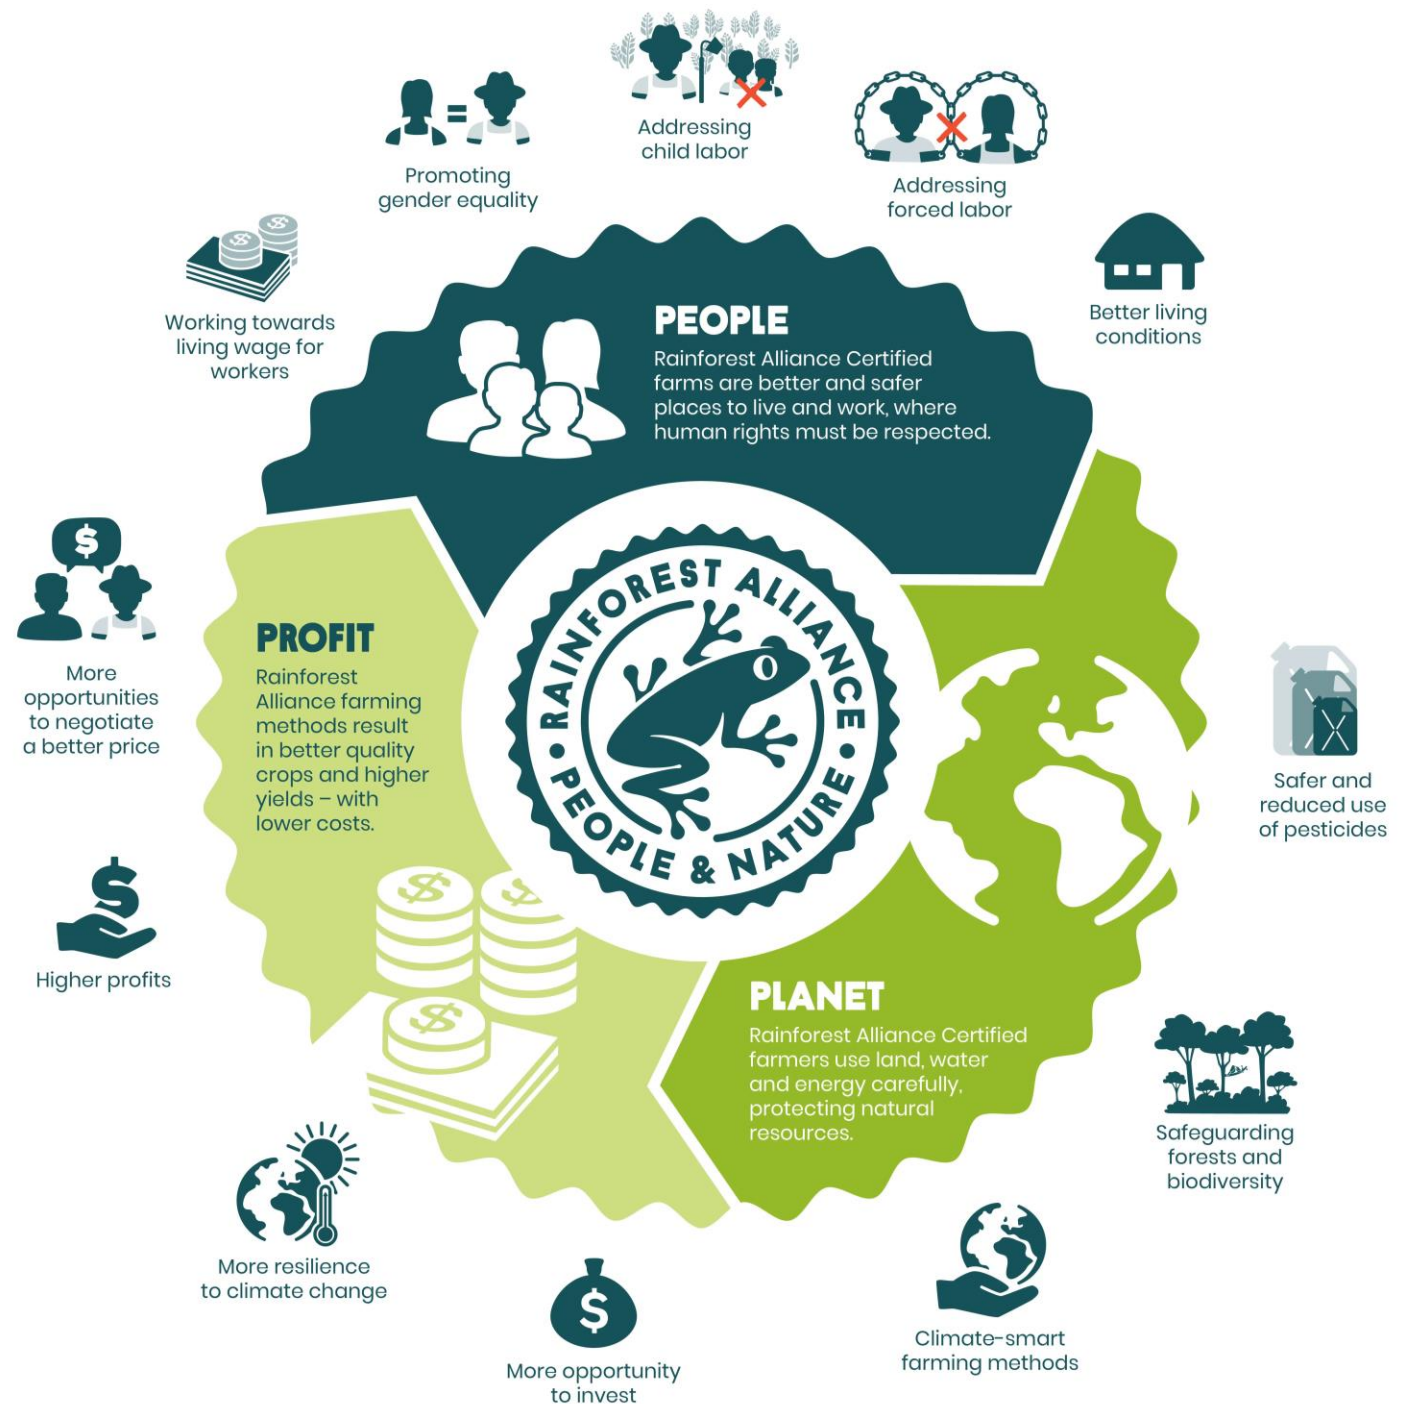 Addressing
child labor
Promoting
gender equality
Addressing
forced labor
Working towards
living wage for
workers
Better living
conditions
PEOPLE
Rainforest Alliance Certified
farms are better and safer
places to live and work, where
human rights must be respected.
$
More
opportunities
to negotiate
a better price
PROFIT
Rainforest
Alliance farming
methods result
in better quality
crops and higher
yields – with
lower costs.
RAINFOREST ALLIANCE
• PEOPLE & NATURE •
Safer and
reduced use
of pesticides
$
Higher profits
PLANET
Rainforest Alliance Certified
farmers use land, water
and energy carefully,
protecting natural
resources.
Safeguarding
forests and
biodiversity
More resilience
to climate change
$
More opportunity
to invest
Climate-smart
farming methods